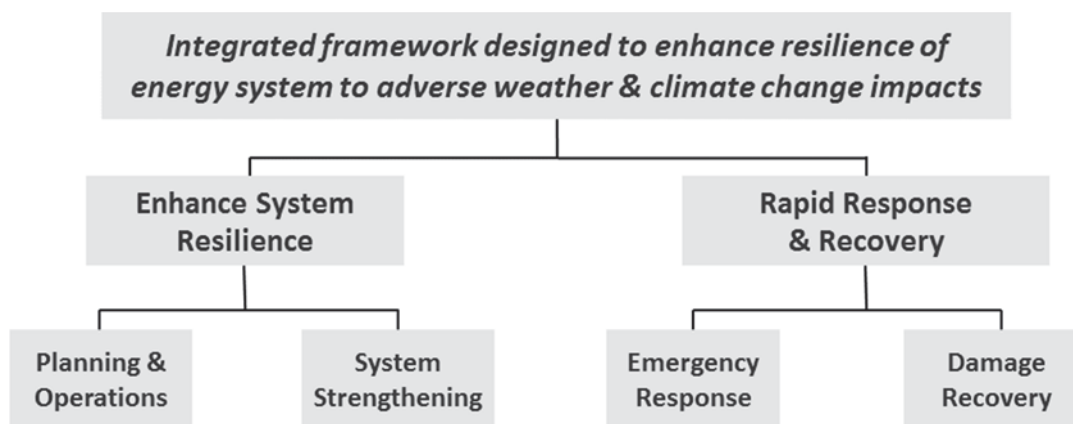 Integrated framework designed to enhance resilience of
energy system to adverse weather & climate change impacts
Enhance System
Resilience
Rapid Response
& Recovery
Planning &
Operations
System
Strengthening
Emergency
Response
Damage
Recovery